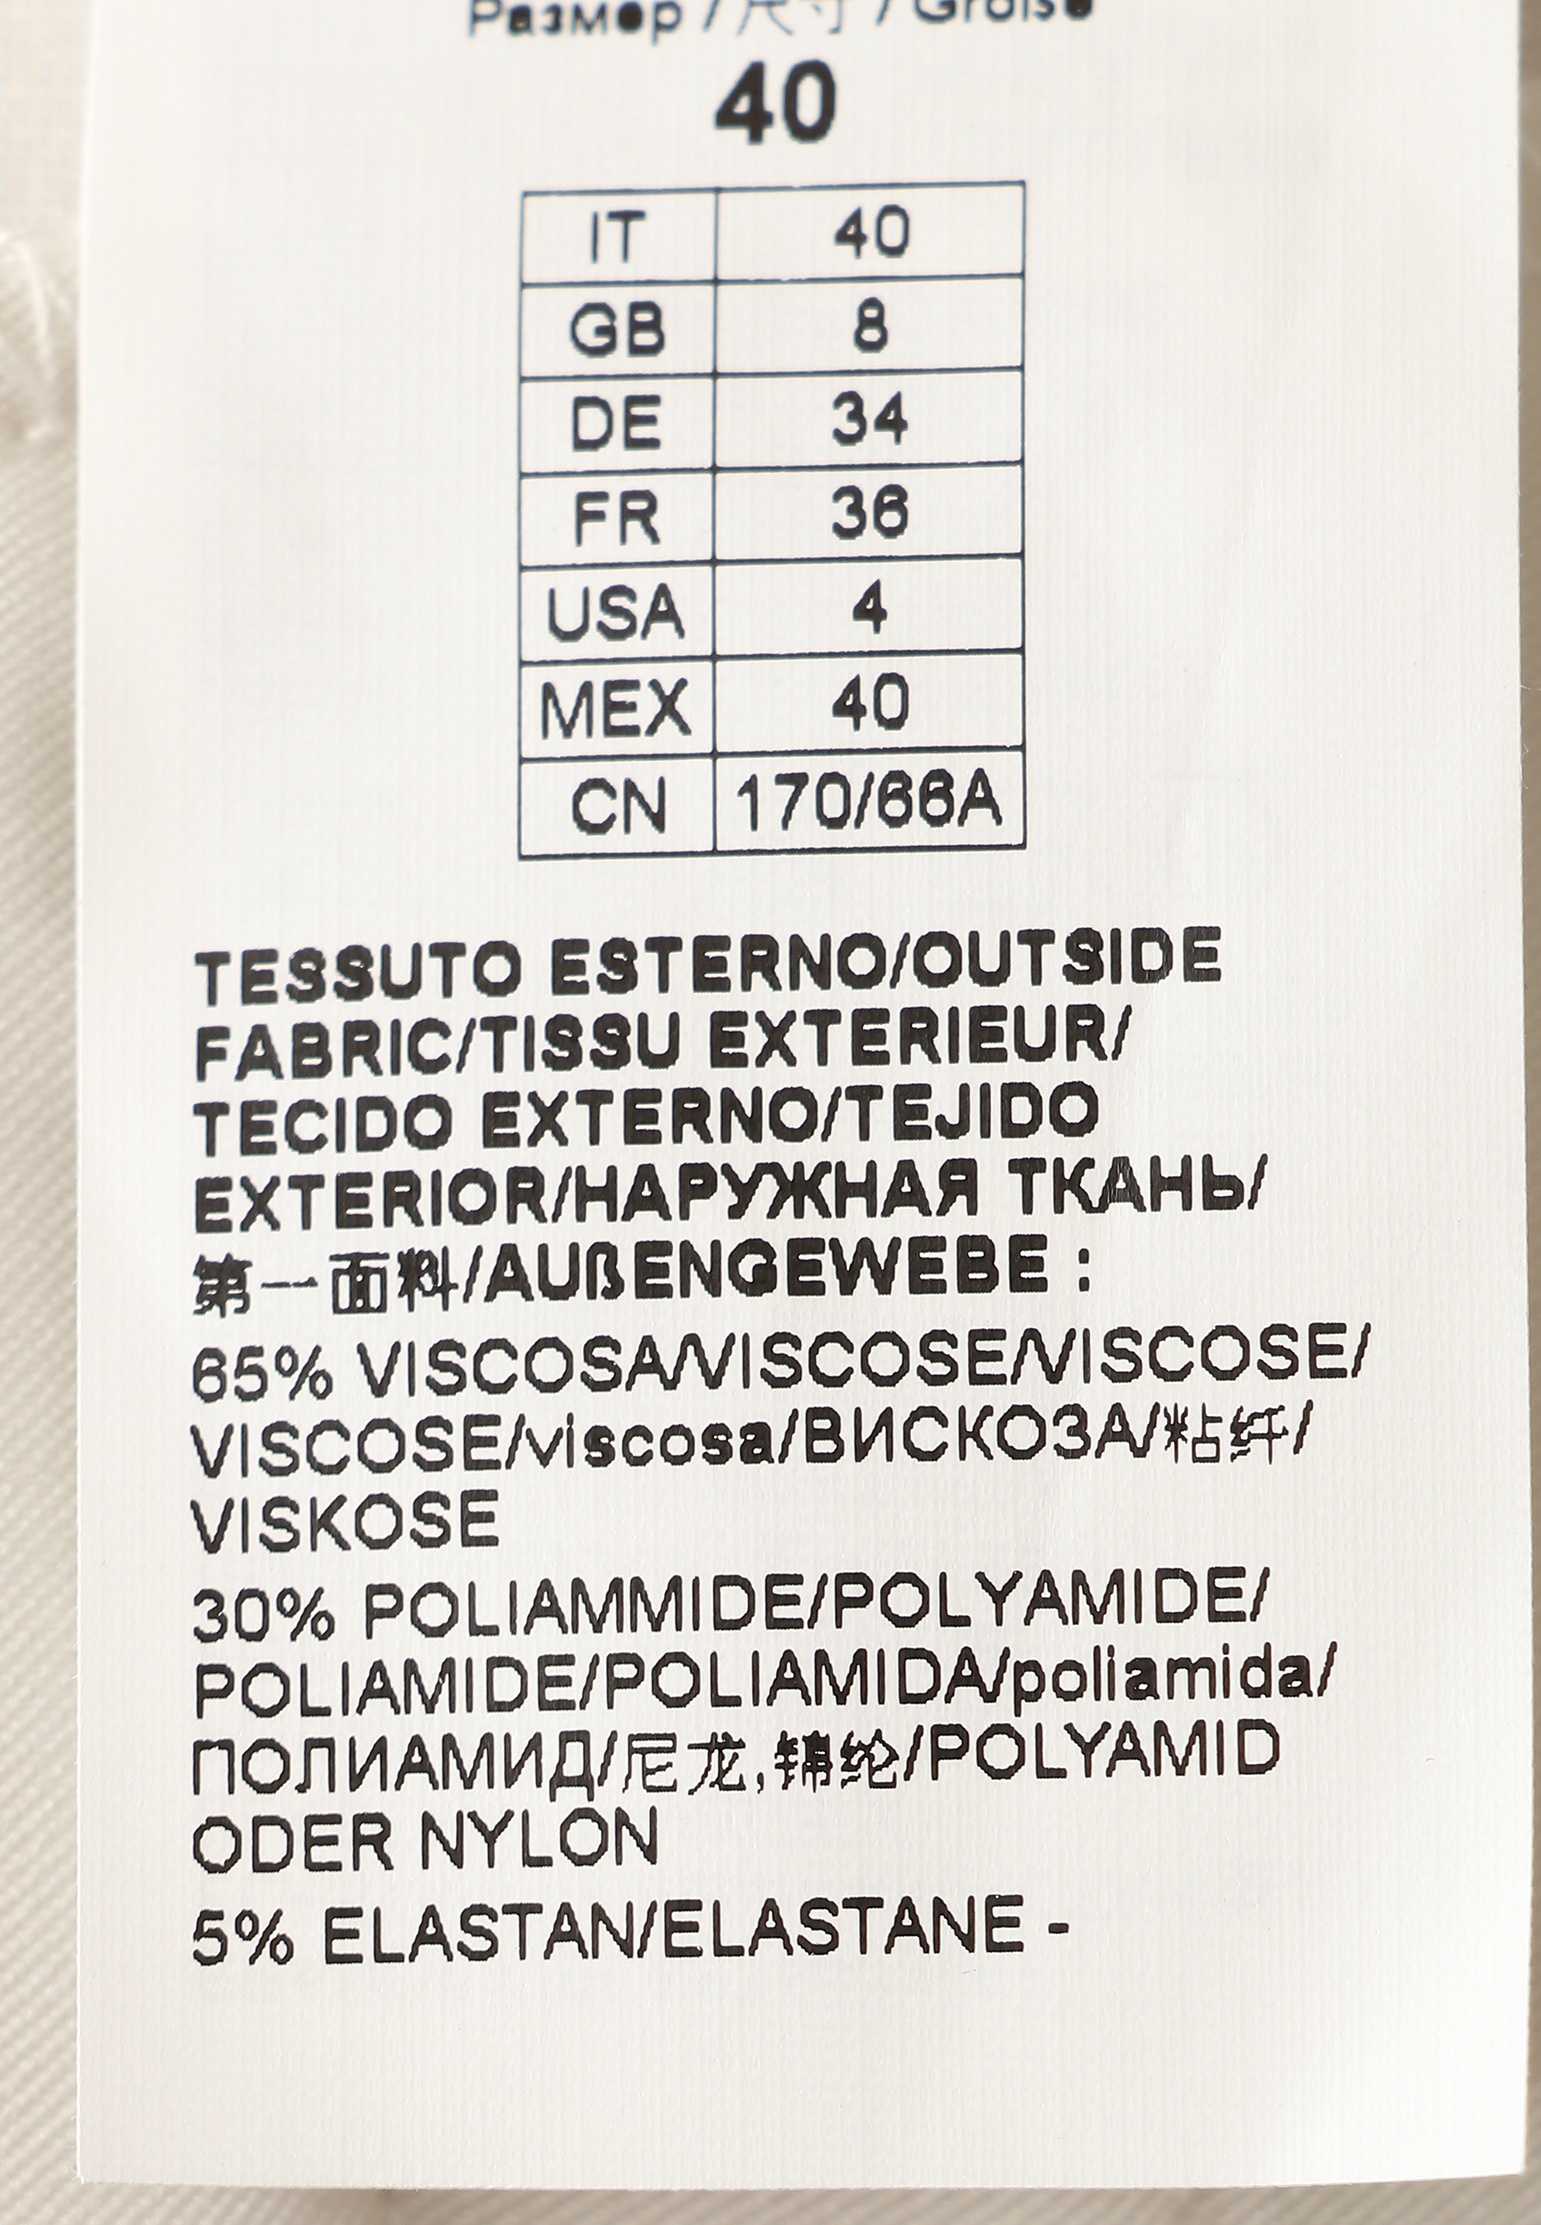 Размер / 尺寸 / Größe
40
IT 40
GB 8
DE 34
FR 36
USA 4
MEX 40
CN 170/66A
TESSUTO ESTERNO/OUTSIDE
FABRIC/TISSU EXTERIEUR/
TECIDO EXTERNO/TEJIDO
EXTERIOR/НАРУЖНАЯ ТКАНЬ/
第一面料/AUßENGEWEBE :
65% VISCOSA/VISCOSE/VISCOSE/
VISCOSE/viscosa/ВИСКОЗА/粘纤/
VISKOSE
30% POLIAMMIDE/POLYAMIDE/
POLIAMIDE/POLIAMIDA/poliamida/
ПОЛИАМИД/尼龙,锦纶/POLYAMID
ODER NYLON
5% ELASTAN/ELASTANE -